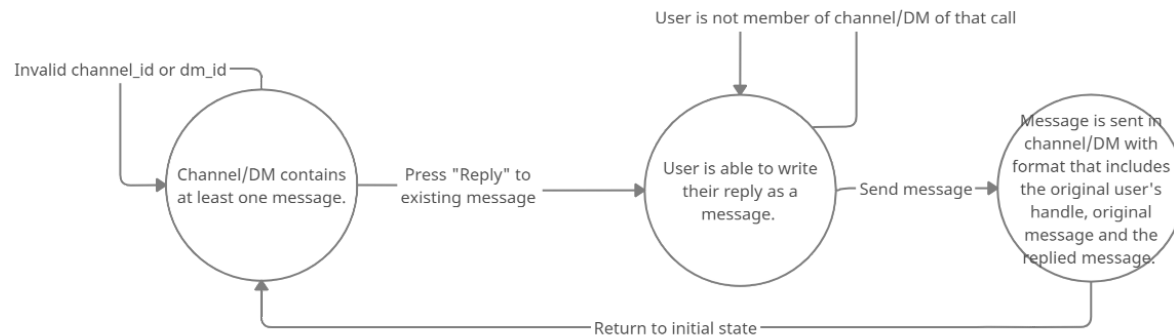 User is not member of channel/DM of that call
Invalid channel_id or dm_id
Channel/DM contains
at least one message.
Press "Reply" to
existing message
User is able to write
their reply as a
message.
Send message
Message is sent in
channel/DM with
format that includes
the original user's
handle, original
message and the
replied message.
Return to initial state